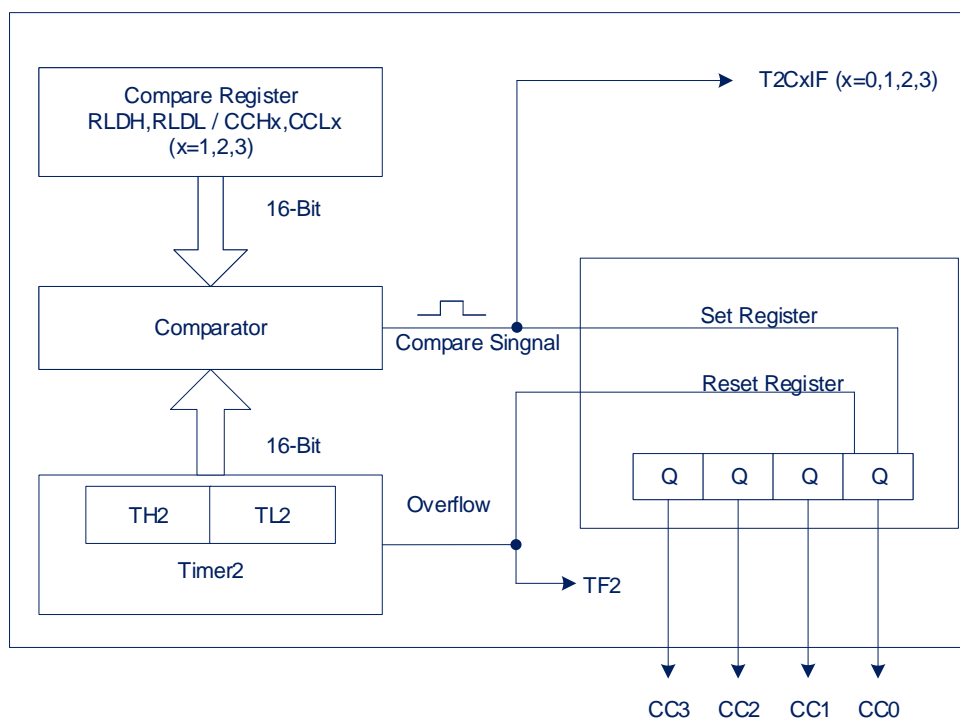 T2CxIF (x=0,1,2,3)
Compare Register
RLDH,RLDL / CCHx,CCLx
(x=1,2,3)
16-Bit
Comparator
Compare Singnal
Set Register
Reset Register
16-Bit
TH2
TL2
Timer2
Overflow
TF2
Q
Q
Q
Q
CC3
CC2
CC1
CC0